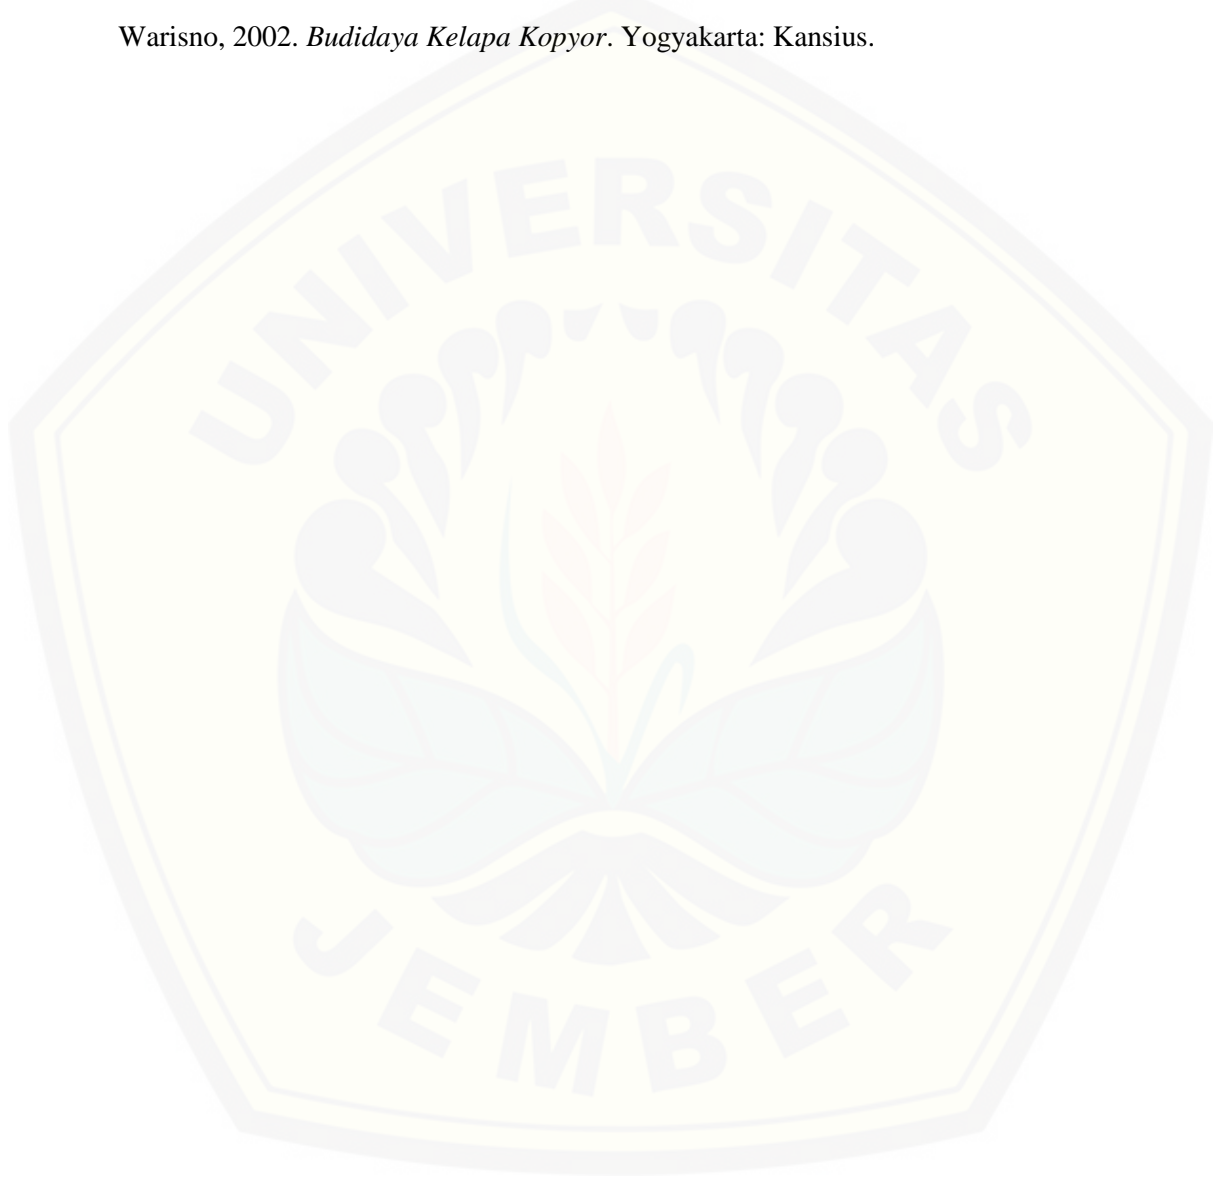 Warisno, 2002. Budidaya Kelapa Kopyor. Yogyakarta: Kansius.
UNIVERSITAS
JEMBER